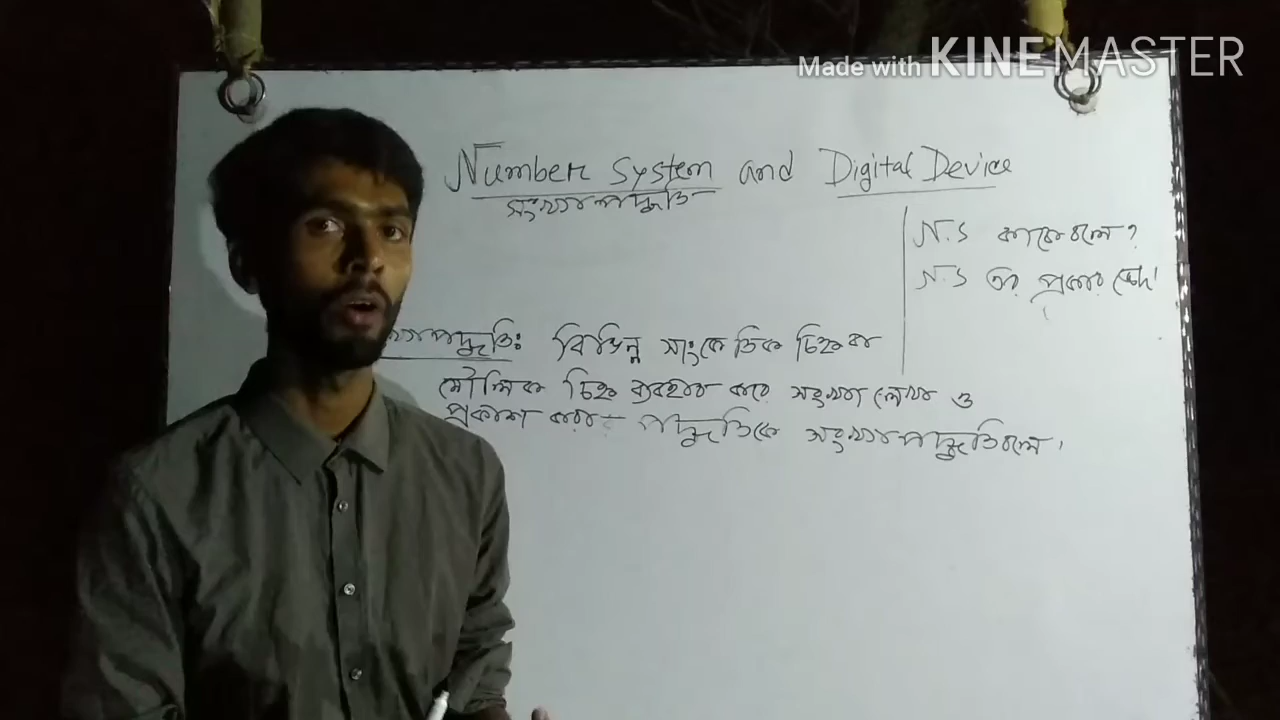 Made with KINEMASTER
Number System and Digital Device
সংখ্যা পদ্ধতি
N.S কাকে বলে?
N.S এর প্রকার ভেদ।
পদ্ধতিঃ বিভিন্ন সাংকেতিক চিহ্ন বা
মৌলিক চিহ্ন ব্যবহার করে সংখ্যা লেখা ও
প্রকাশ করার পদ্ধতিকে সংখ্যা পদ্ধতি বলে।